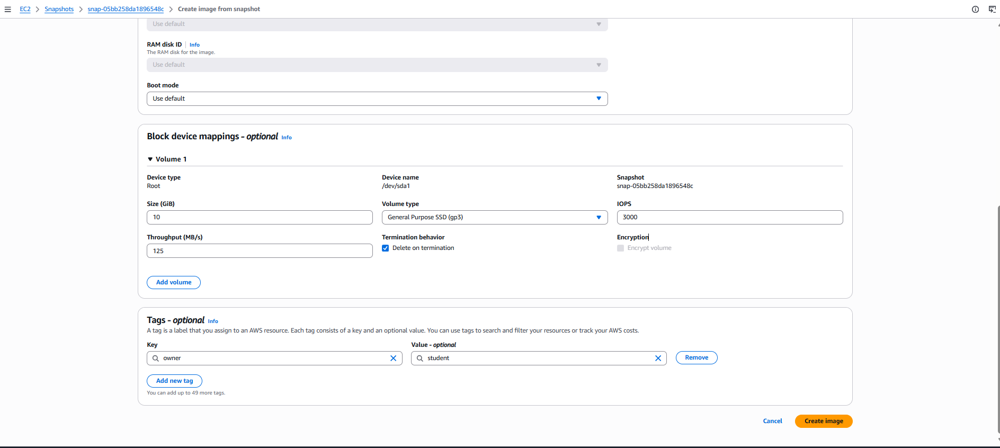 EC2 > Snapshots > snap-05bb258da1896548c > Create image from snapshot
Use default
RAM disk ID | Info
The RAM disk for the image.
Use default
Boot mode
Use default
Block device mappings - optional Info
Volume 1
Device type Device name Snapshot
Root /dev/sda1 snap-05bb258da1896548c
Size (GiB) Volume type IOPS
10 General Purpose SSD (gp3) 3000
Throughput (MB/s) Termination behavior Encryption
125 Delete on termination Encrypt volume
Add volume
Tags - optional Info
A tag is a label that you assign to an AWS resource. Each tag consists of a key and an optional value. You can use tags to search and filter your resources or track your AWS costs.
Key Value - optional
owner student Remove
Add new tag
You can add up to 49 more tags.
Cancel Create image